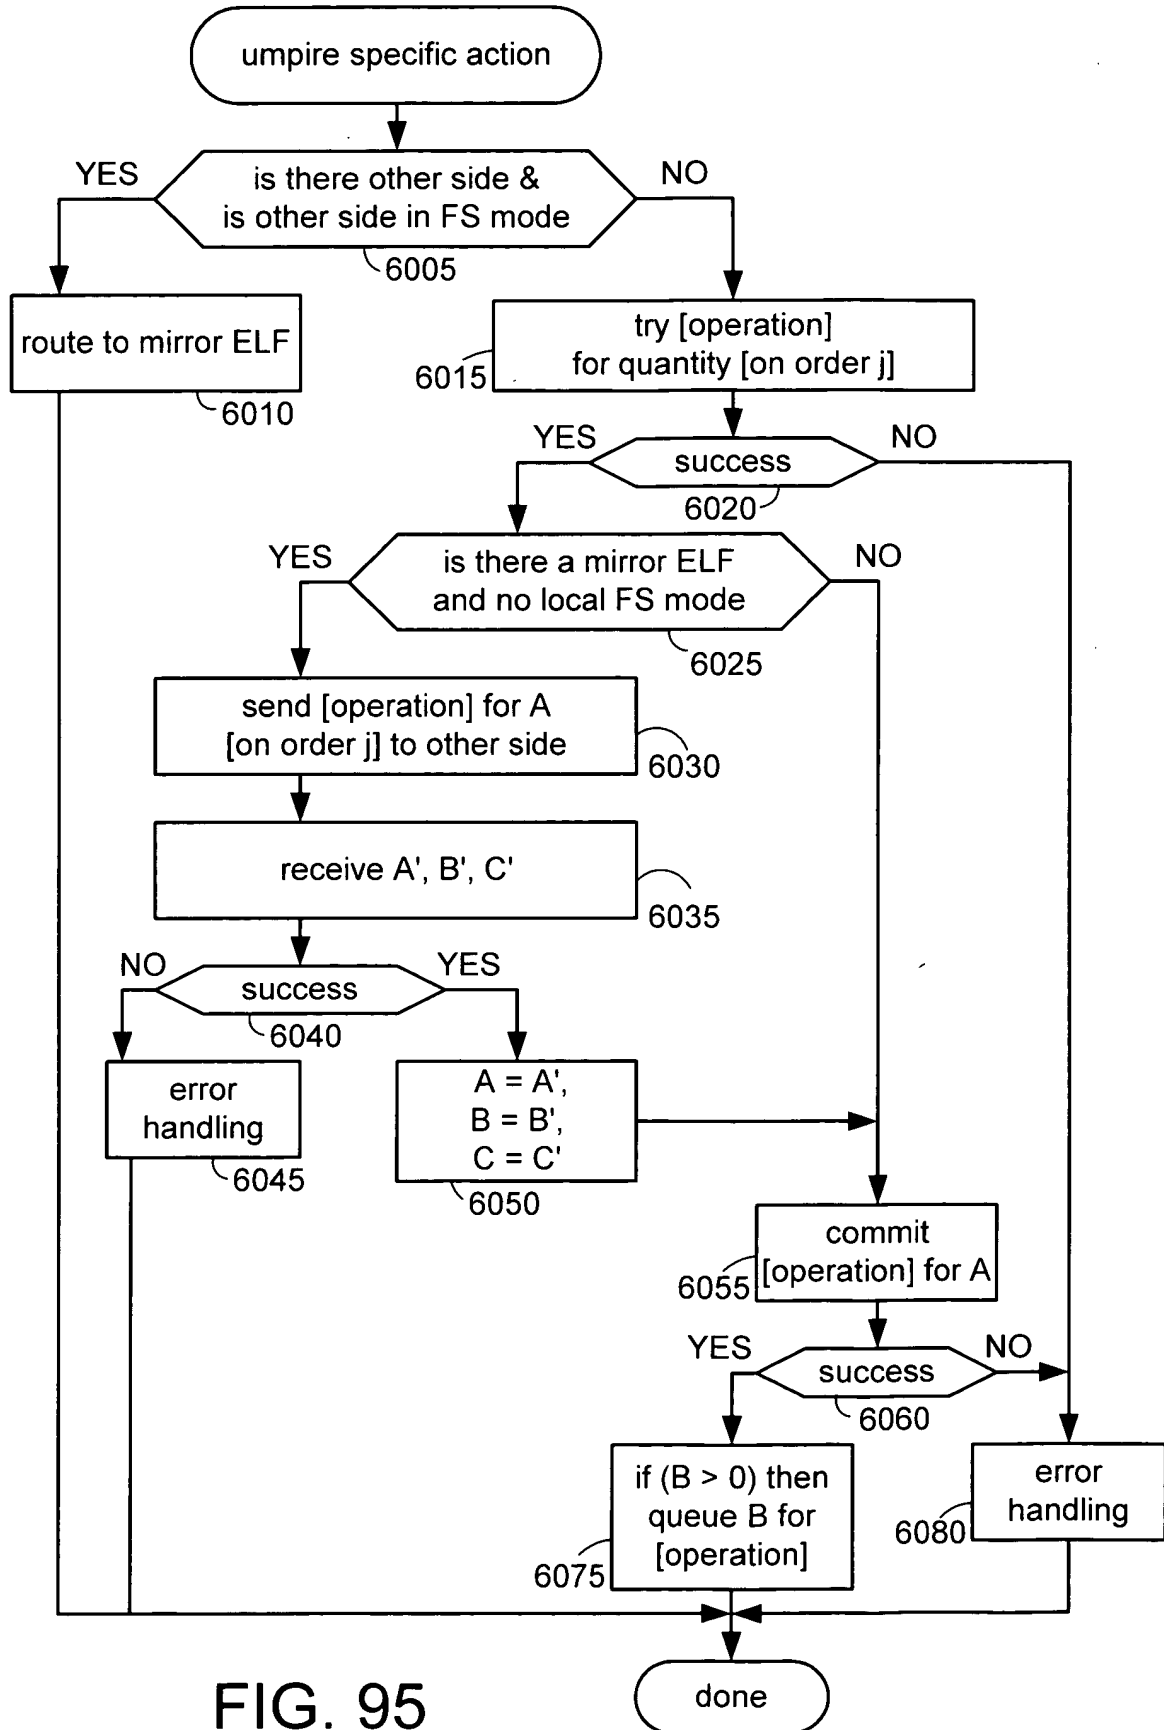 umpire specific action
YES
NO
is there other side &
is other side in FS mode
6005
route to mirror ELF
6010
try [operation]
for quantity [on order j]
6015
YES
NO
success
6020
YES
NO
is there a mirror ELF
and no local FS mode
6025
send [operation] for A
[on order j] to other side
6030
receive A', B', C'
6035
NO
YES
success
6040
error
handling
6045
A = A',
B = B',
C = C'
6050
commit
[operation] for A
6055
YES
NO
success
6060
if (B > 0) then
queue B for
[operation]
6075
error
handling
6080
done
FIG. 95